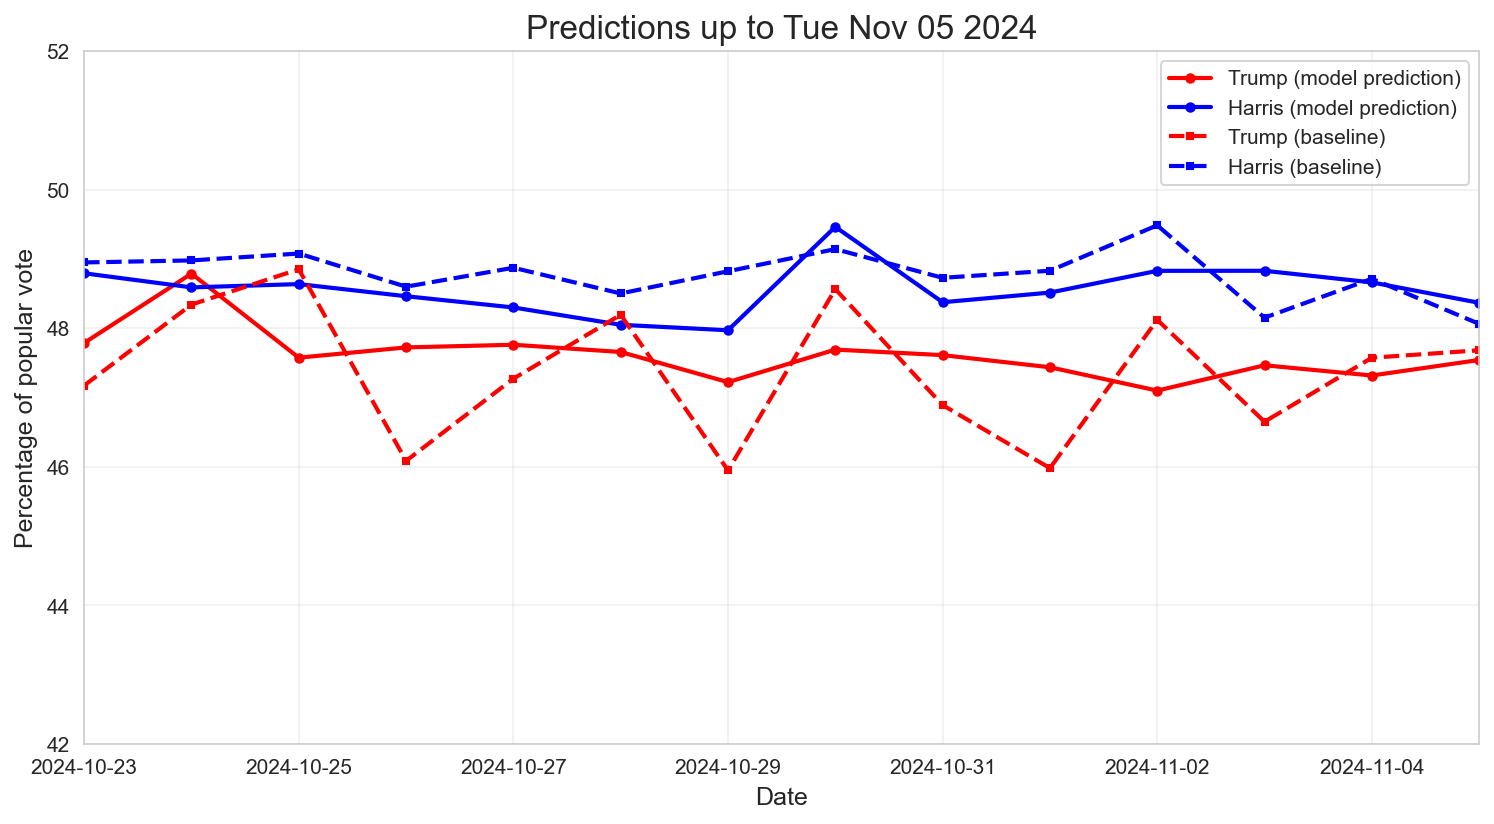 Predictions up to Tue Nov 05 2024
52
50
48
46
44
42
Percentage of popular vote
Trump (model prediction)
Harris (model prediction)
Trump (baseline)
Harris (baseline)
2024-10-23
2024-10-25
2024-10-27
2024-10-29
2024-10-31
2024-11-02
2024-11-04
Date